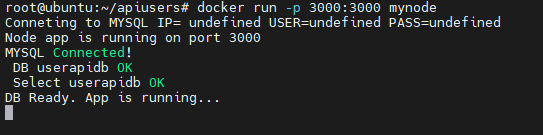 root@ubuntu:~/apiusers# docker run -p 3000:3000 mynode
Conneting to MYSQL IP= undefined USER=undefined PASS=undefined
Node app is running on port 3000
MYSQL Connected!
DB userapidb OK
Select userapidb OK
DB Ready. App is running...